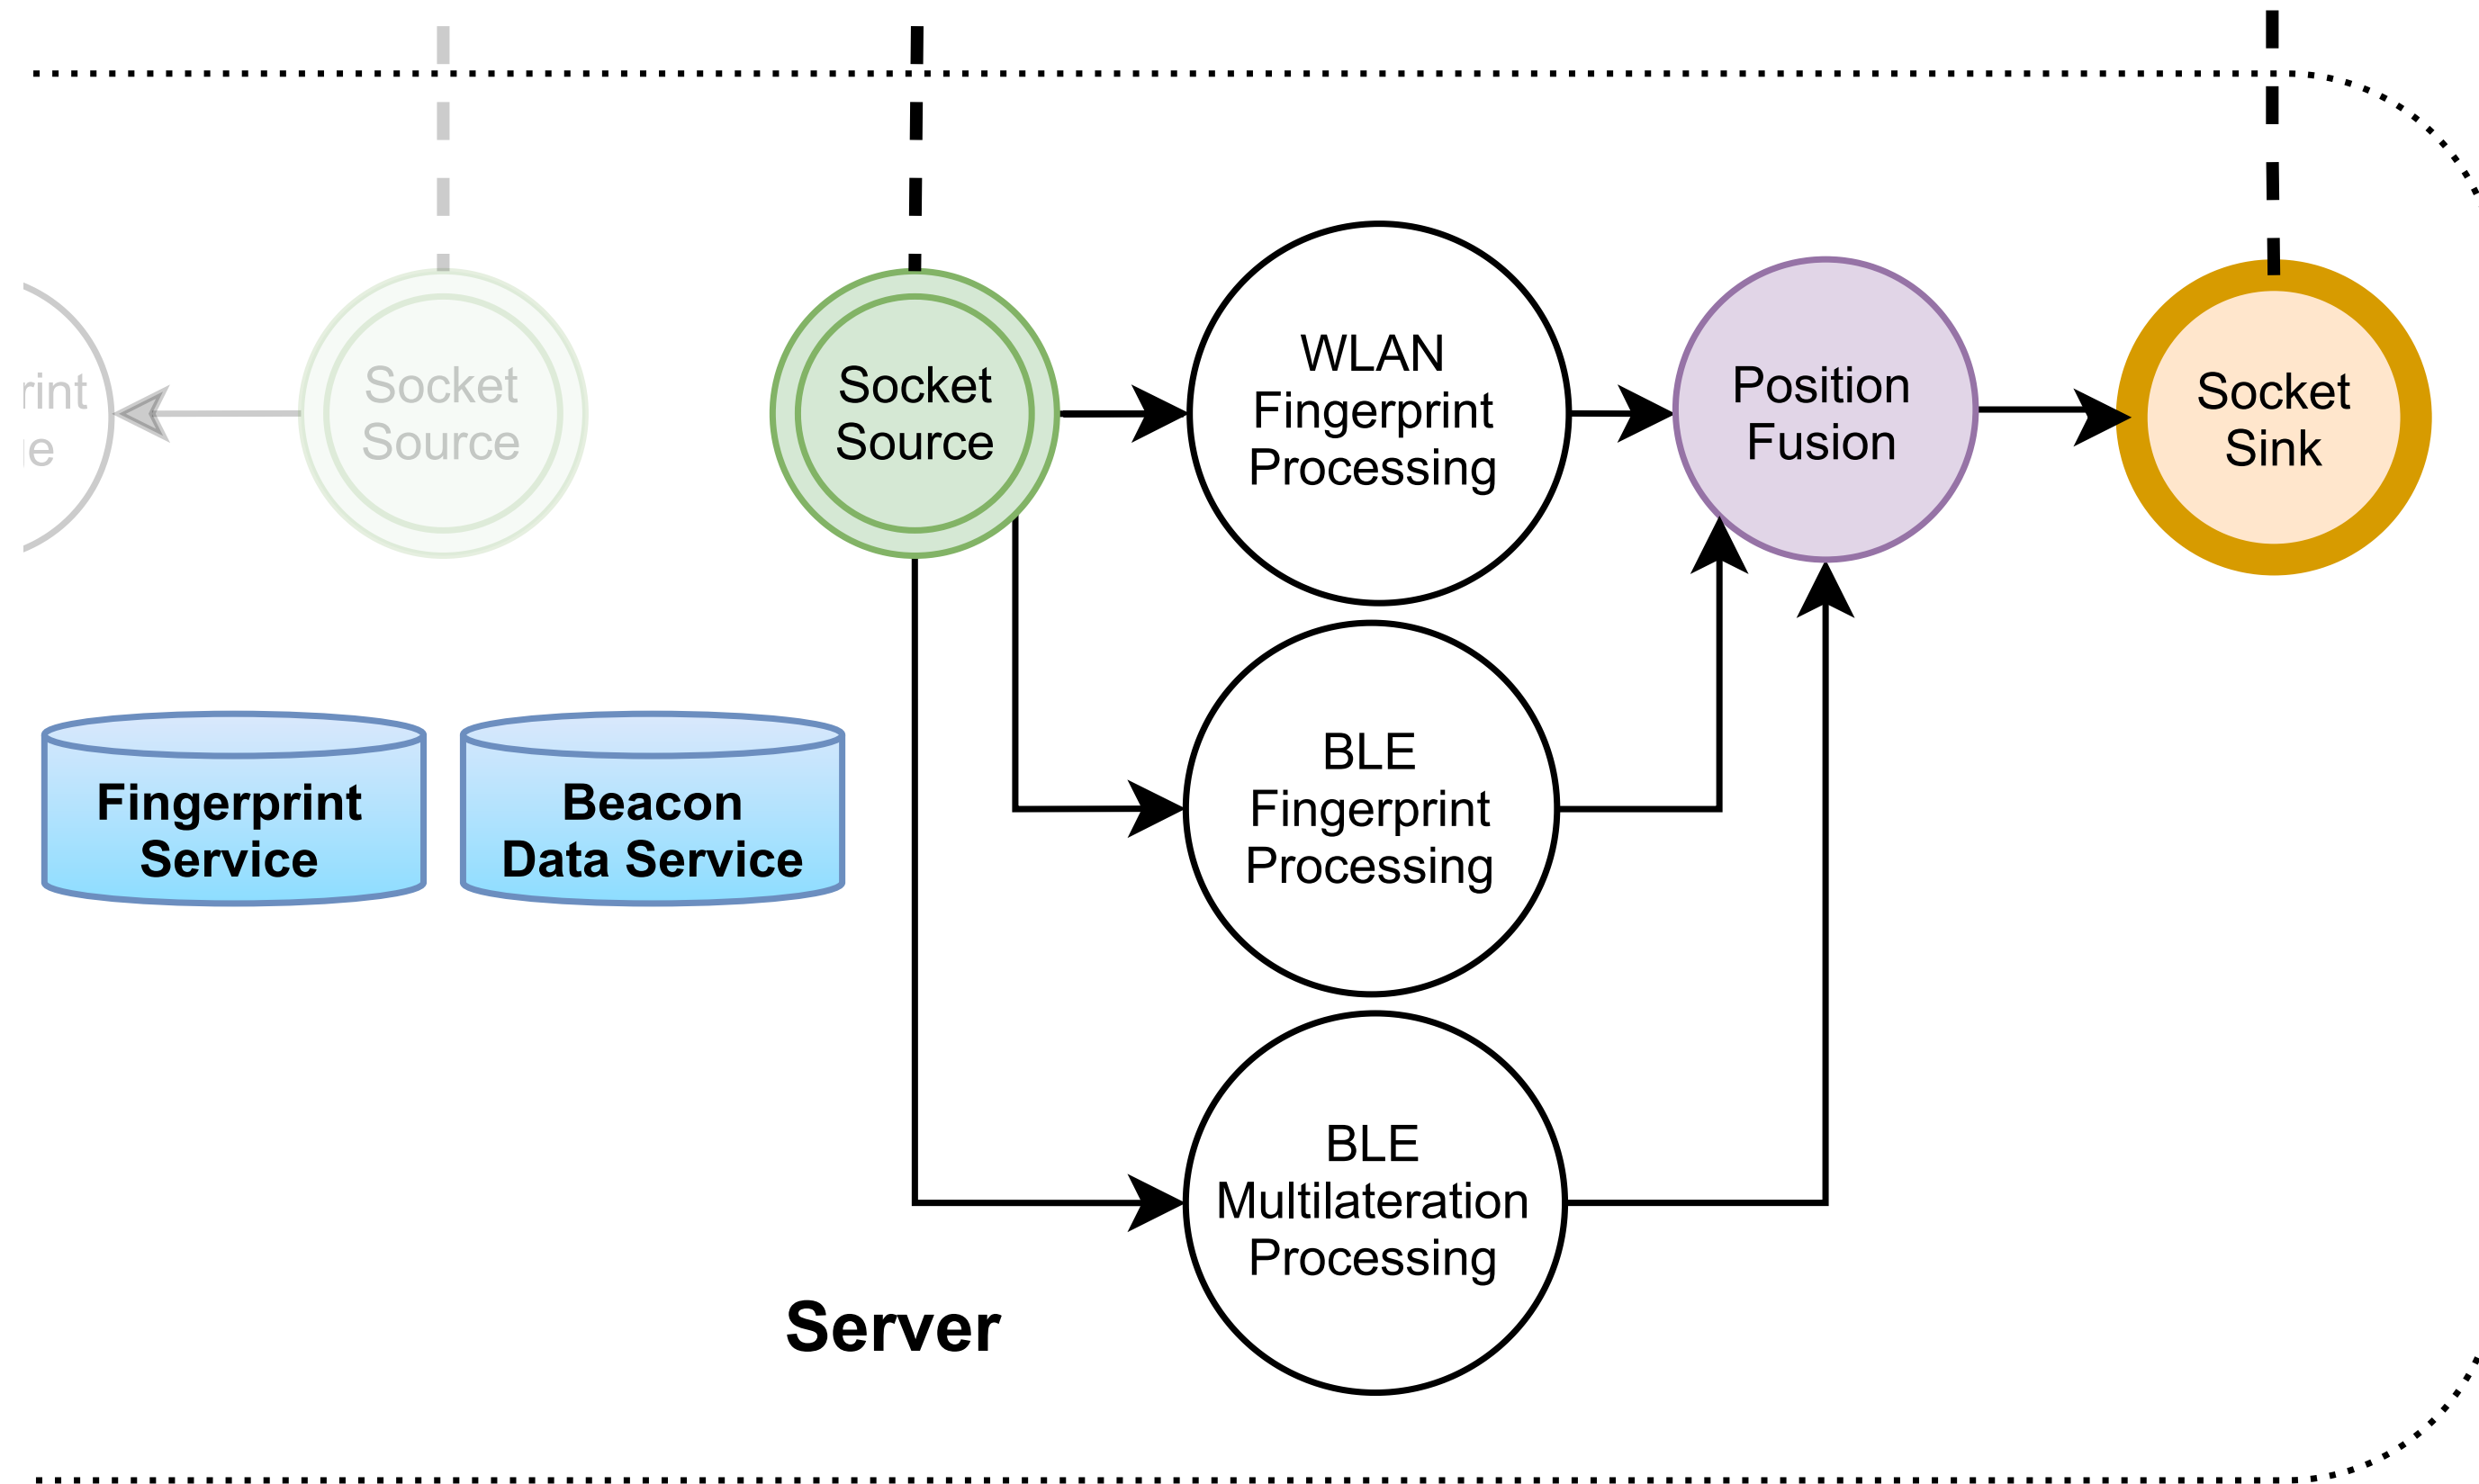 Socket
Source
Socket
Source
WLAN
Fingerprint
Processing
Position
Fusion
Socket
Sink
Fingerprint
Service
Beacon
Data Service
BLE
Fingerprint
Processing
BLE
Multilateration
Processing
Server